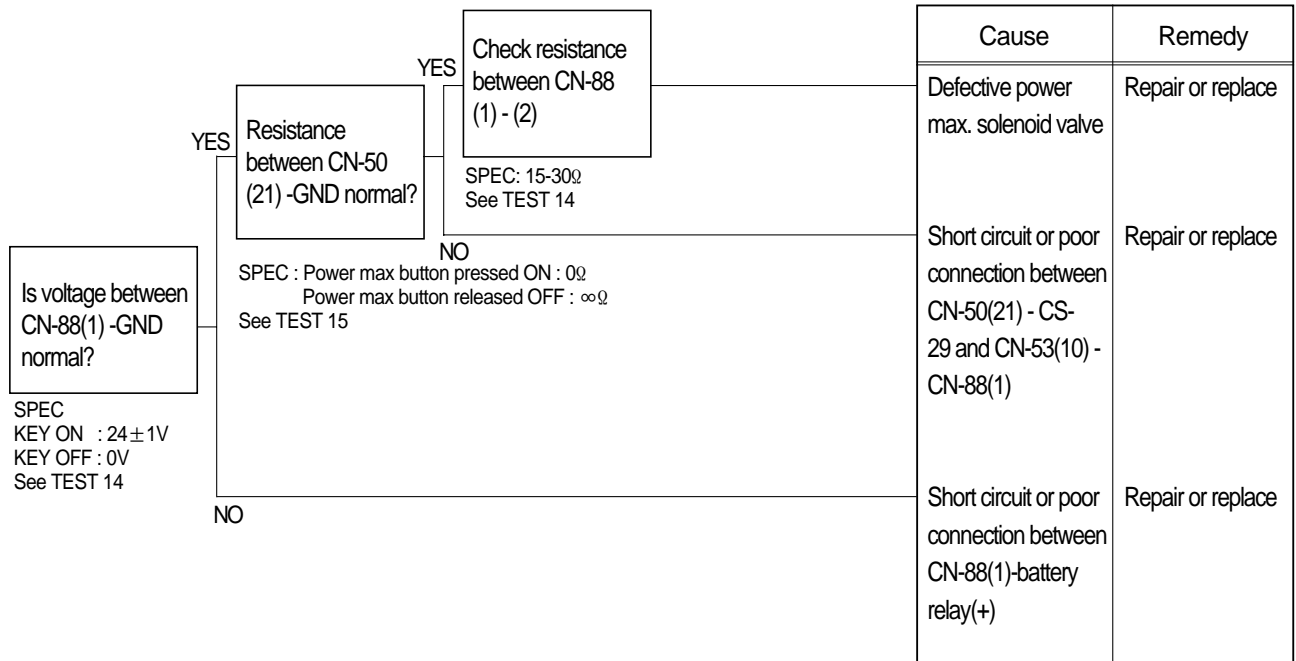 Is voltage between
CN-88(1) -GND
normal?
SPEC
KEY ON : 24±1V
KEY OFF : 0V
See TEST 14
YES
NO
Resistance
between CN-50
(21) -GND normal?
SPEC : Power max button pressed ON : 0Ω
Power max button released OFF : ∞Ω
See TEST 15
YES
NO
Check resistance
between CN-88
(1) - (2)
SPEC: 15-30Ω
See TEST 14
Cause Remedy
Defective power Repair or replace
max. solenoid valve
Short circuit or poor Repair or replace
connection between
CN-50(21) - CS-
29 and CN-53(10) -
CN-88(1)
Short circuit or poor Repair or replace
connection between
CN-88(1)-battery
relay(+)